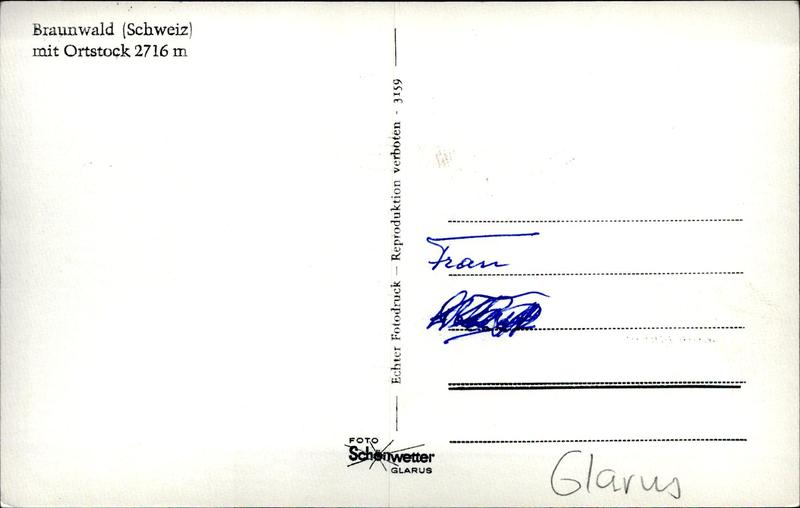 Braunwald (Schweiz)
mit Ortstock 2716 m
Echter Fotodruck — Reproduktion verboten - 3159
Frau
FOTO
Schönwetter
GLARUS
Glarus